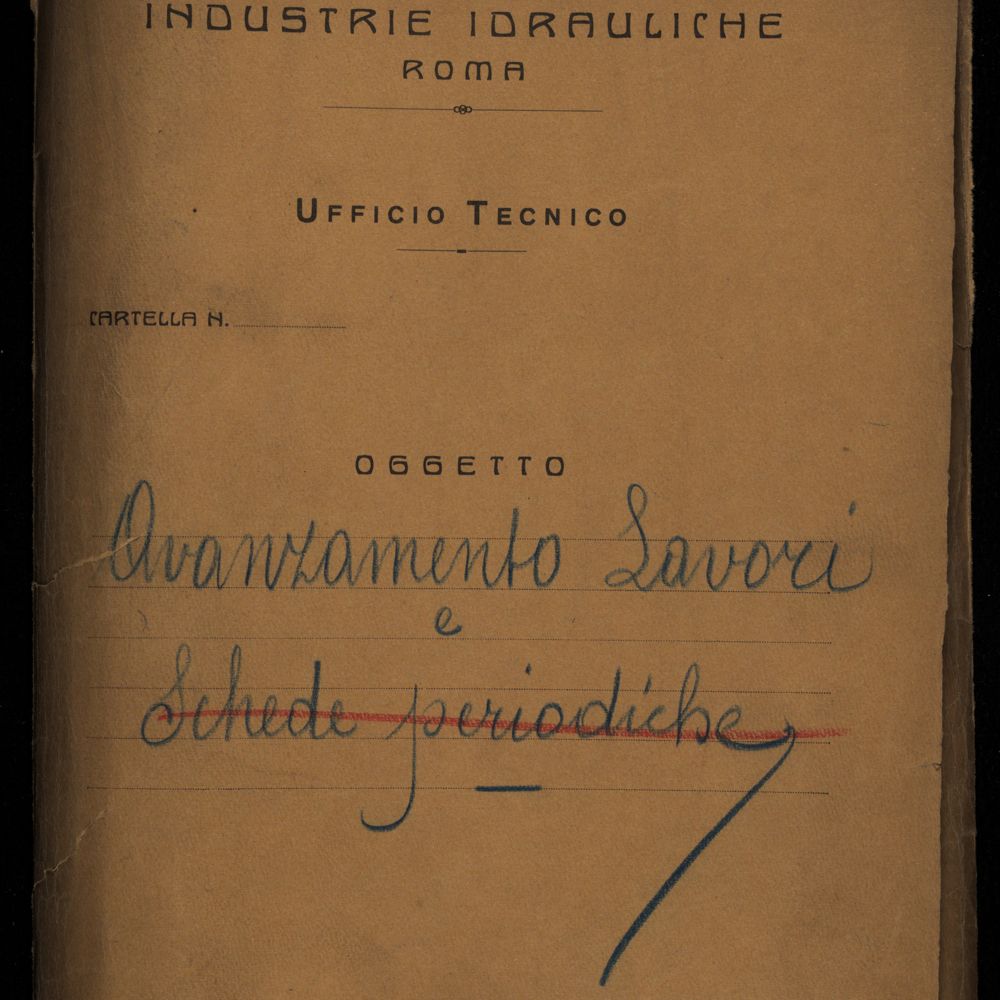 INDUSTRIE IDRAULICHE
ROMA
UFFICIO TECNICO
CARTELLA N.
OGGETTO
Avanzamento Lavori
e
Schede periodiche